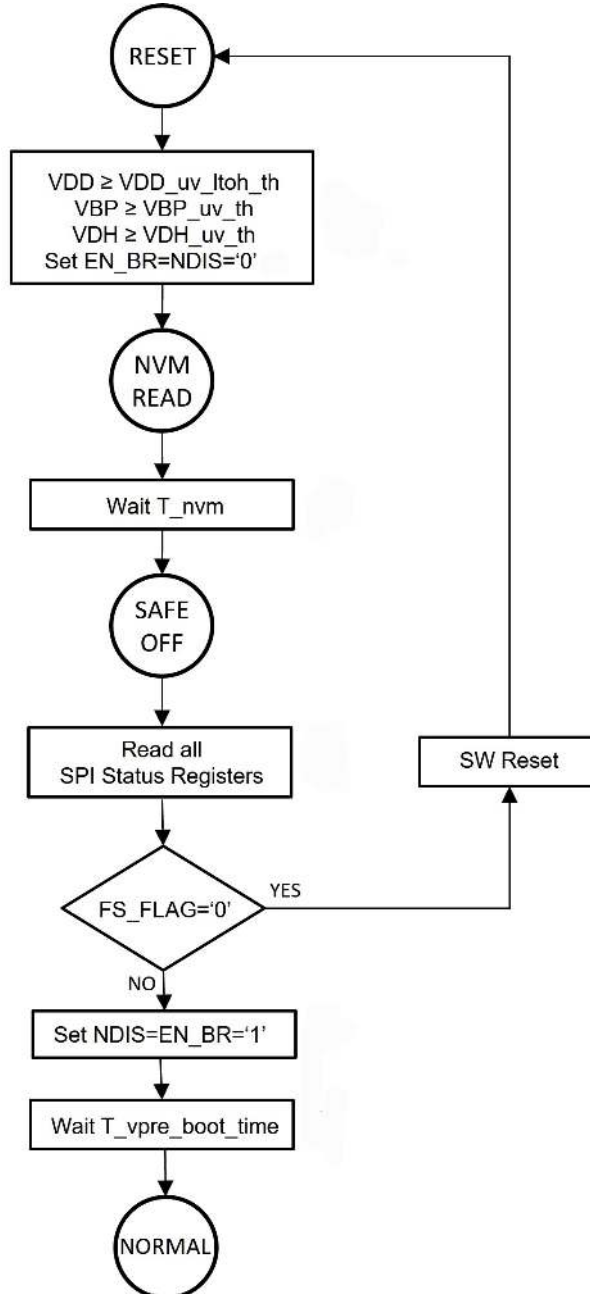 RESET
VDD ≥ VDD_uv_ltoh_th
VBP ≥ VBP_uv_th
VDH ≥ VDH_uv_th
Set EN_BR=NDIS=‘0’
NVM
READ
Wait T_nvm
SAFE
OFF
Read all
SPI Status Registers
SW Reset
FS_FLAG=‘0’
YES
NO
Set NDIS=EN_BR=‘1’
Wait T_vpre_boot_time
NORMAL